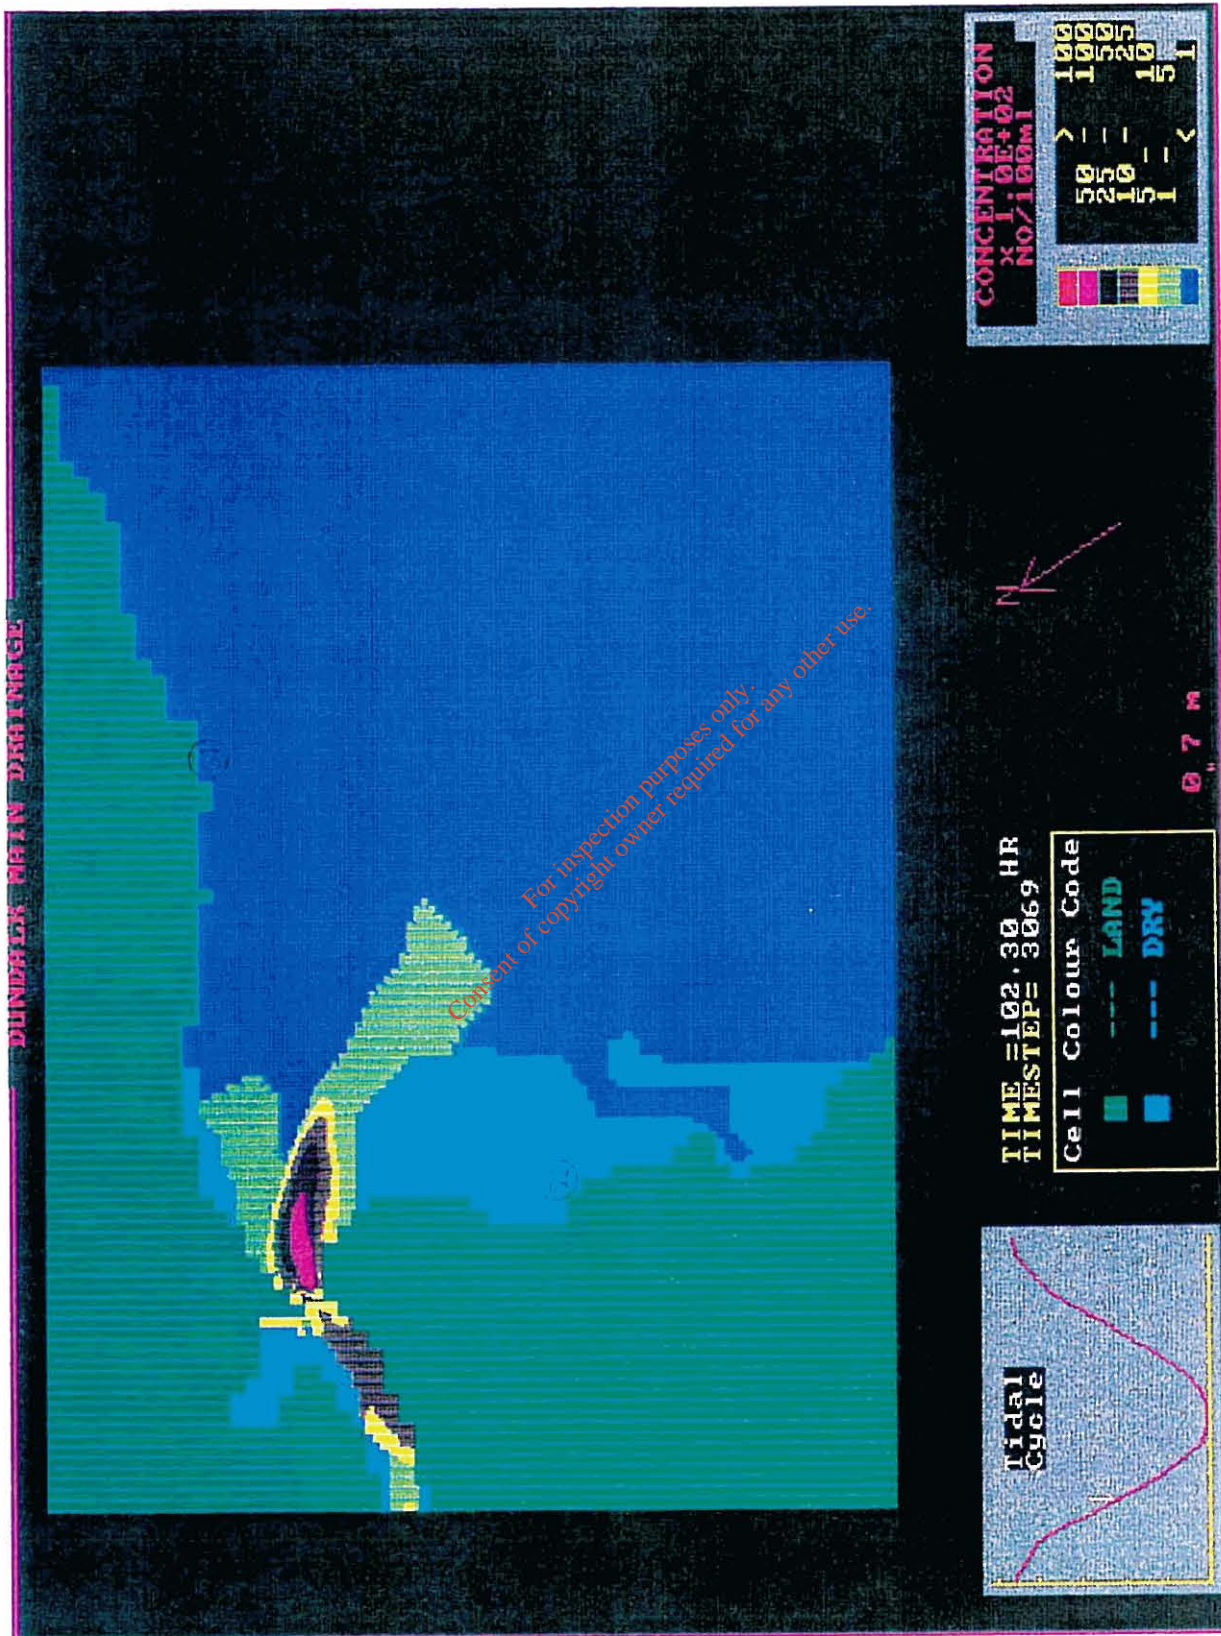 DUNDALK MAIN DRAINAGE
For inspection purposes only.
Consent of copyright owner required for any other use.
Tidal
Cycle
TIME =102.30 HR
TIMESTEP= 3069
Cell Colour Code
--- LAND
--- DRY
0.7 M
N
CONCENTRATION
X 1.0E+02
NO/100ml
> 100
50 - 100
25 - 50
10 - 25
5 - 10
1 - 5
< 1